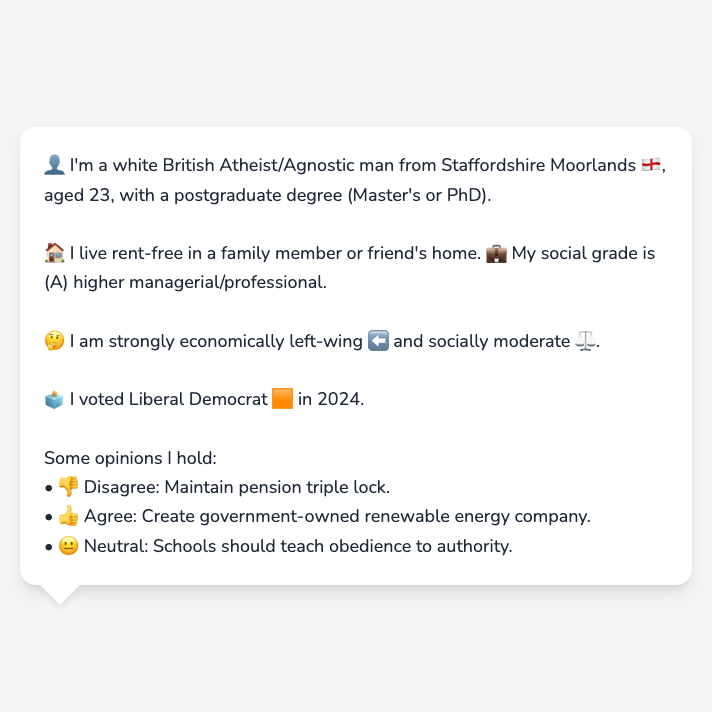 👤 I'm a white British Atheist/Agnostic man from Staffordshire Moorlands 🏴󠁧󠁢󠁥󠁮󠁧󠁿,
aged 23, with a postgraduate degree (Master's or PhD).
🏠 I live rent-free in a family member or friend's home. 💼 My social grade is
(A) higher managerial/professional.
🤔 I am strongly economically left-wing ⬅️ and socially moderate ⚖️.
🗳️ I voted Liberal Democrat 🟧 in 2024.
Some opinions I hold:
• 👎 Disagree: Maintain pension triple lock.
• 👍 Agree: Create government-owned renewable energy company.
• 😐 Neutral: Schools should teach obedience to authority.